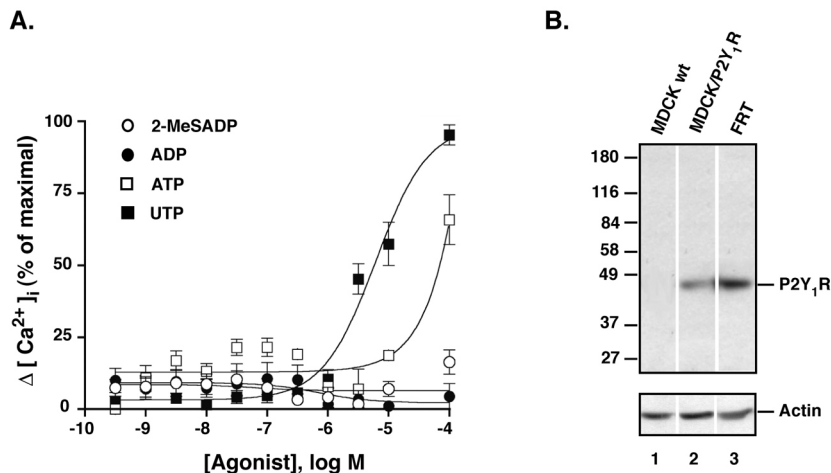 A.
Δ [ Ca²⁺ ]ᵢ (% of maximal)
100
75
50
25
0
2-MeSADP
ADP
ATP
UTP
-10 -9 -8 -7 -6 -5 -4
[Agonist], log M
B.
MDCK wt
MDCK/P2Y₁R
FRT
180
116
84
58
49
37
27
P2Y₁R
Actin
1 2 3